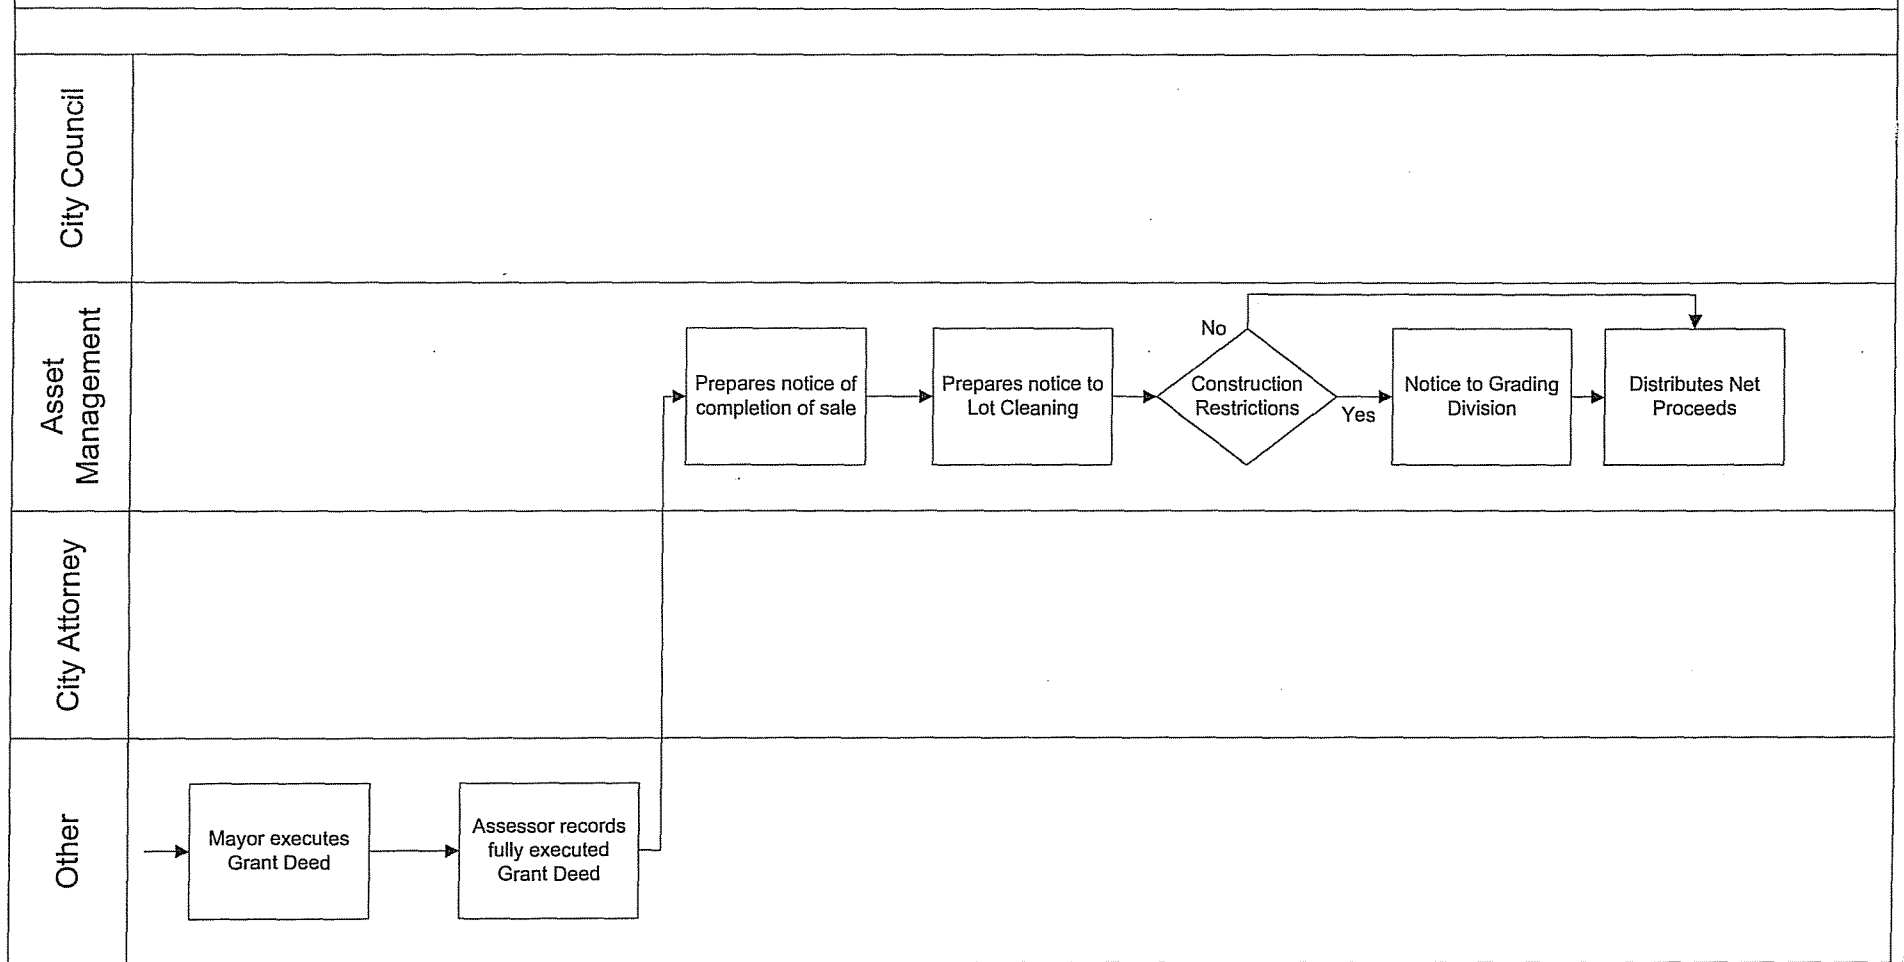 City Council
Asset
Management
No
Prepares notice of
completion of sale
Prepares notice to
Lot Cleaning
Construction
Restrictions
Yes
Notice to Grading
Division
Distributes Net
Proceeds
City Attorney
Other
Mayor executes
Grant Deed
Assessor records
fully executed
Grant Deed